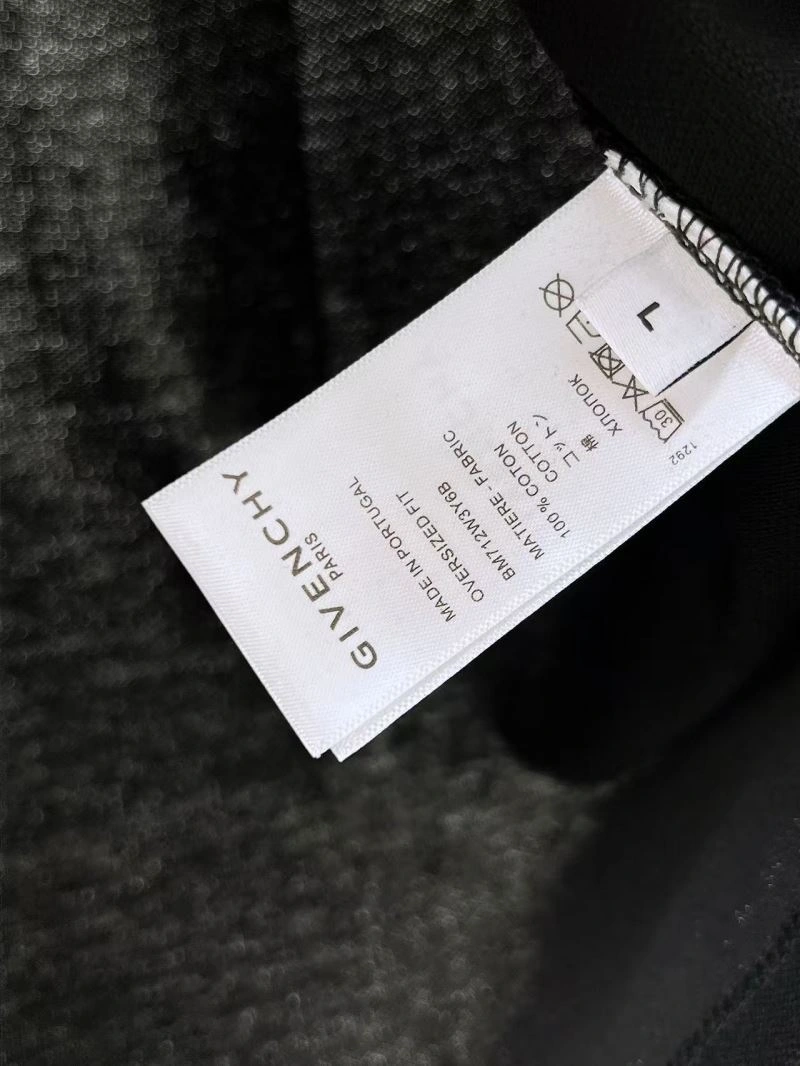 GIVENCHY
PARIS
MADE IN PORTUGAL
OVERSIZED FIT
BM712W3Y6B
MATIERE - FABRIC
100 % COTON
COTTON
コットン
棉
ХЛОПОК
30
1292
L